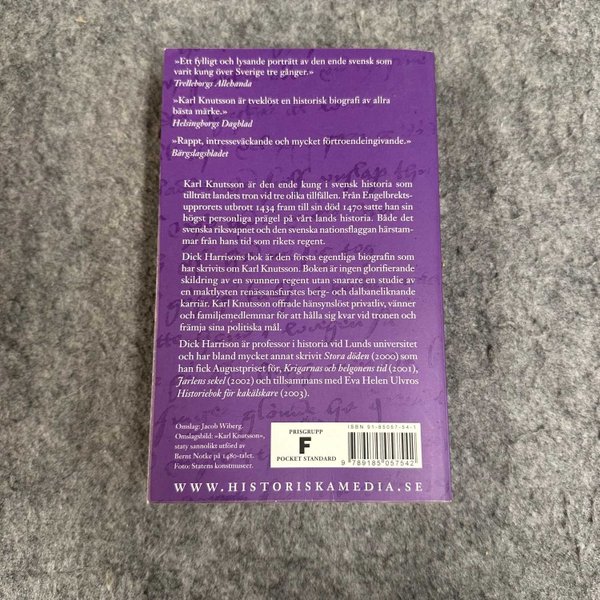 »Ett fylligt och lysande porträtt av den ende svensk som
varit kung över Sverige tre gånger.»
Trelleborgs Allehanda
»Karl Knutsson är tveklöst en historisk biografi av allra
bästa märke.»
Helsingborgs Dagblad
»Rappt, intresseväckande och mycket förtroendeingivande.»
Bärgslagsbladet
Karl Knutsson är den ende kung i svensk historia som
tillträtt landets tron vid tre olika tillfällen. Från Engelbrekts-
upprorets utbrott 1434 fram till sin död 1470 satte han sin
högst personliga prägel på vårt lands historia. Både det
svenska riksvapnet och den svenska nationsflaggan härstam-
mar från hans tid som rikets regent.
Dick Harrisons bok är den första egentliga biografin som
har skrivits om Karl Knutsson. Boken är ingen glorifierande
skildring av en svunnen regent utan snarare en studie av
en maktlysten renässansfurstes berg- och dalbaneliknande
karriär. Karl Knutsson offrade hänsynslöst privatliv, vänner
och familjemedlemmar för att hålla sig kvar vid tronen och
främja sina politiska mål.
Dick Harrison är professor i historia vid Lunds universitet
och har bland mycket annat skrivit Stora döden (2000) som
han fick Augustpriset för, Krigarnas och helgonens tid (2001),
Jarlens sekel (2002) och tillsammans med Eva Helen Ulvros
Historiebok för kakälskare (2003).
Omslag: Jacob Wiberg.
Omslagsbild: »Karl Knutsson»,
staty sannolikt utförd av
Bernt Notke på 1480-talet.
Foto: Statens konstmuseer.
PRISGRUPP
F
POCKET STANDARD
ISBN 91-85057-54-1
9 789185 057542
WWW.HISTORISKAMEDIA.SE